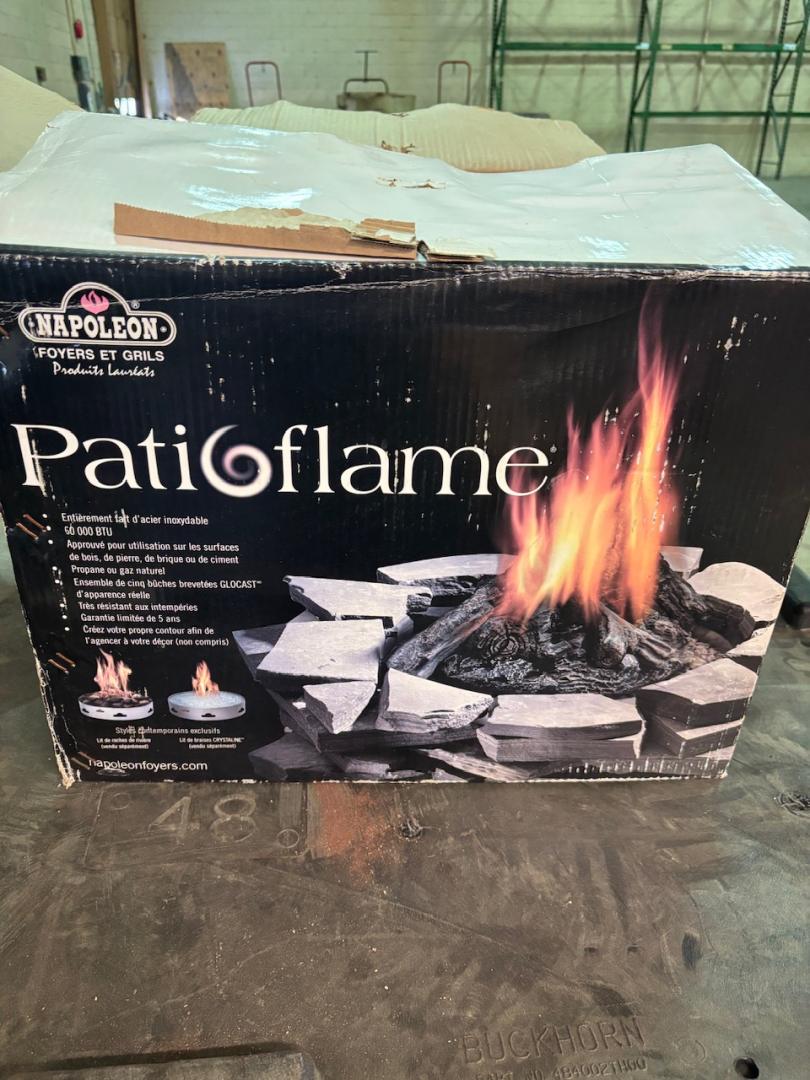 NAPOLEON
FOYERS ET GRILS
Produits Lauréats
Patioflame
Entièrement fait d'acier inoxydable
60 000 BTU
Approuvé pour utilisation sur les surfaces
de bois, de pierre, de brique ou de ciment
Propane ou gaz naturel
Ensemble de cinq bûches brevetées GLOCAST™
d'apparence réelle
Très résistant aux intempéries
Garantie limitée de 5 ans
Créez votre propre contour afin de
l'agencer à votre décor (non compris)
Styles contemporains exclusifs
Lit de roches de rivière
(vendu séparément)
Lit de braises CRYSTALINE™
(vendu séparément)
napoleonfoyers.com
48
BUCKHORN
PART NO